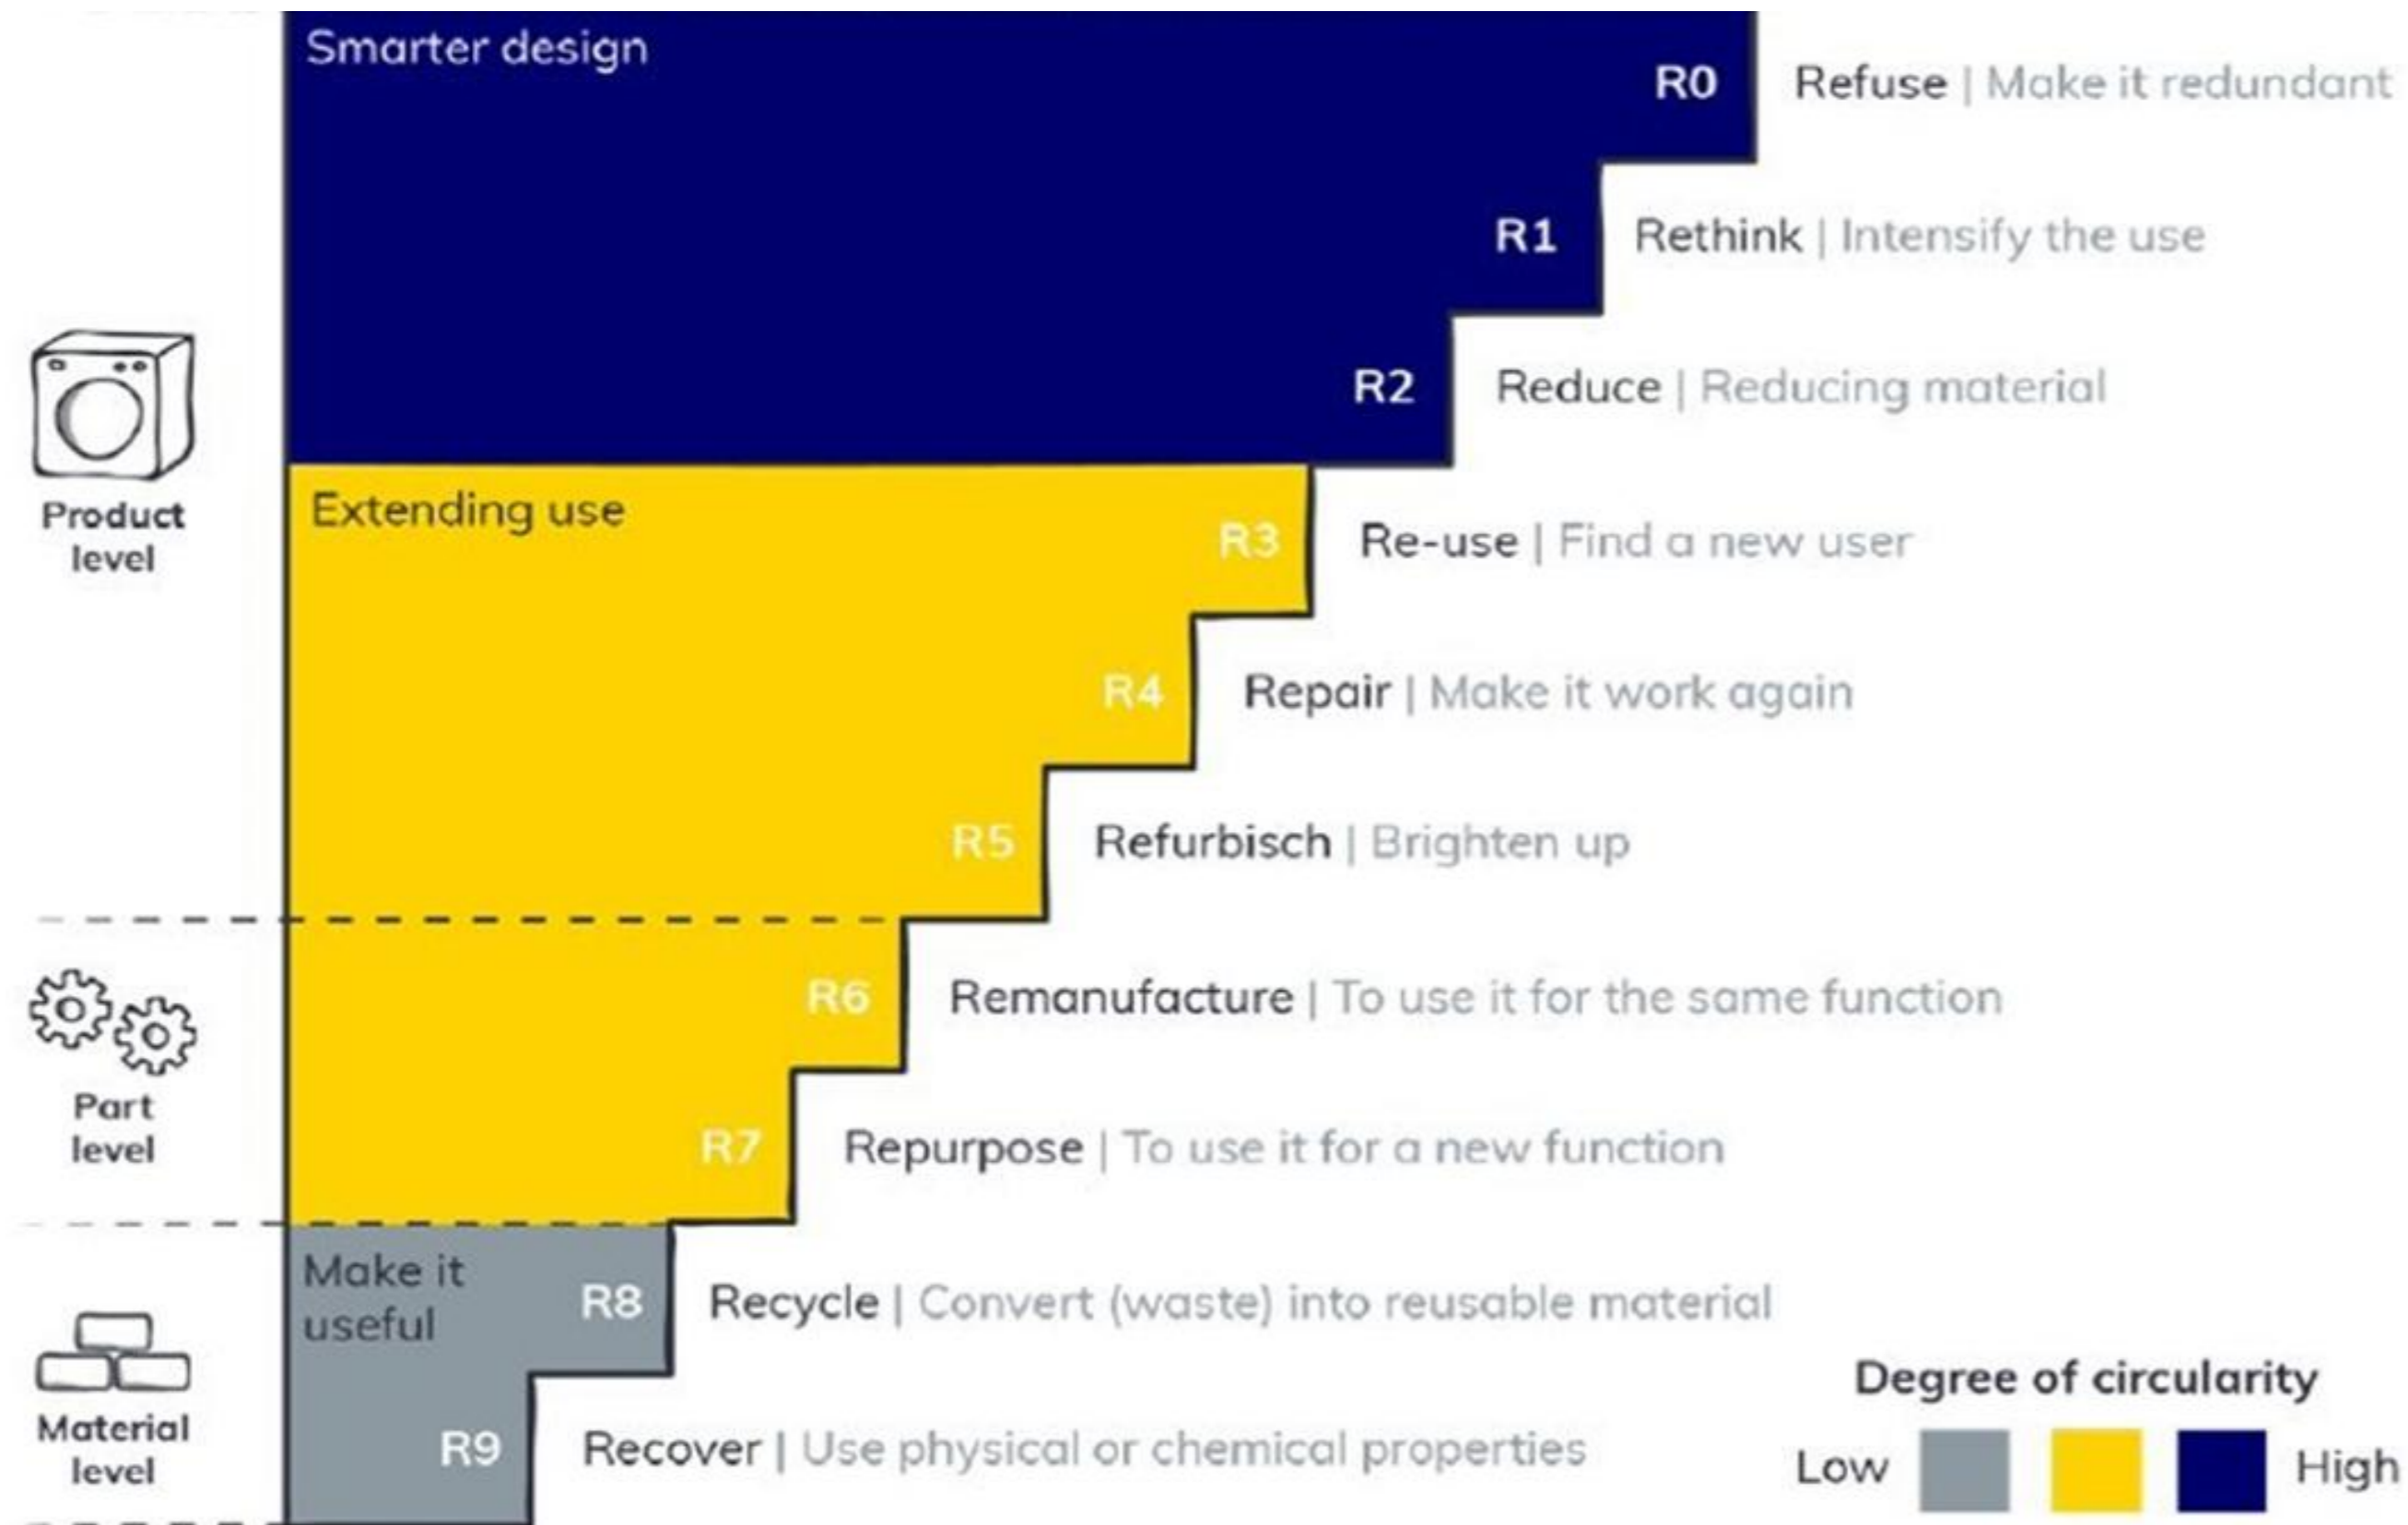 Smarter design
R0 Refuse | Make it redundant
R1 Rethink | Intensify the use
R2 Reduce | Reducing material
Product
level
Extending use
R3 Re-use | Find a new user
R4 Repair | Make it work again
R5 Refurbisch | Brighten up
R6 Remanufacture | To use it for the same function
Part
level
R7 Repurpose | To use it for a new function
Make it
useful
R8 Recycle | Convert (waste) into reusable material
Material
level
R9 Recover | Use physical or chemical properties
Degree of circularity
Low High